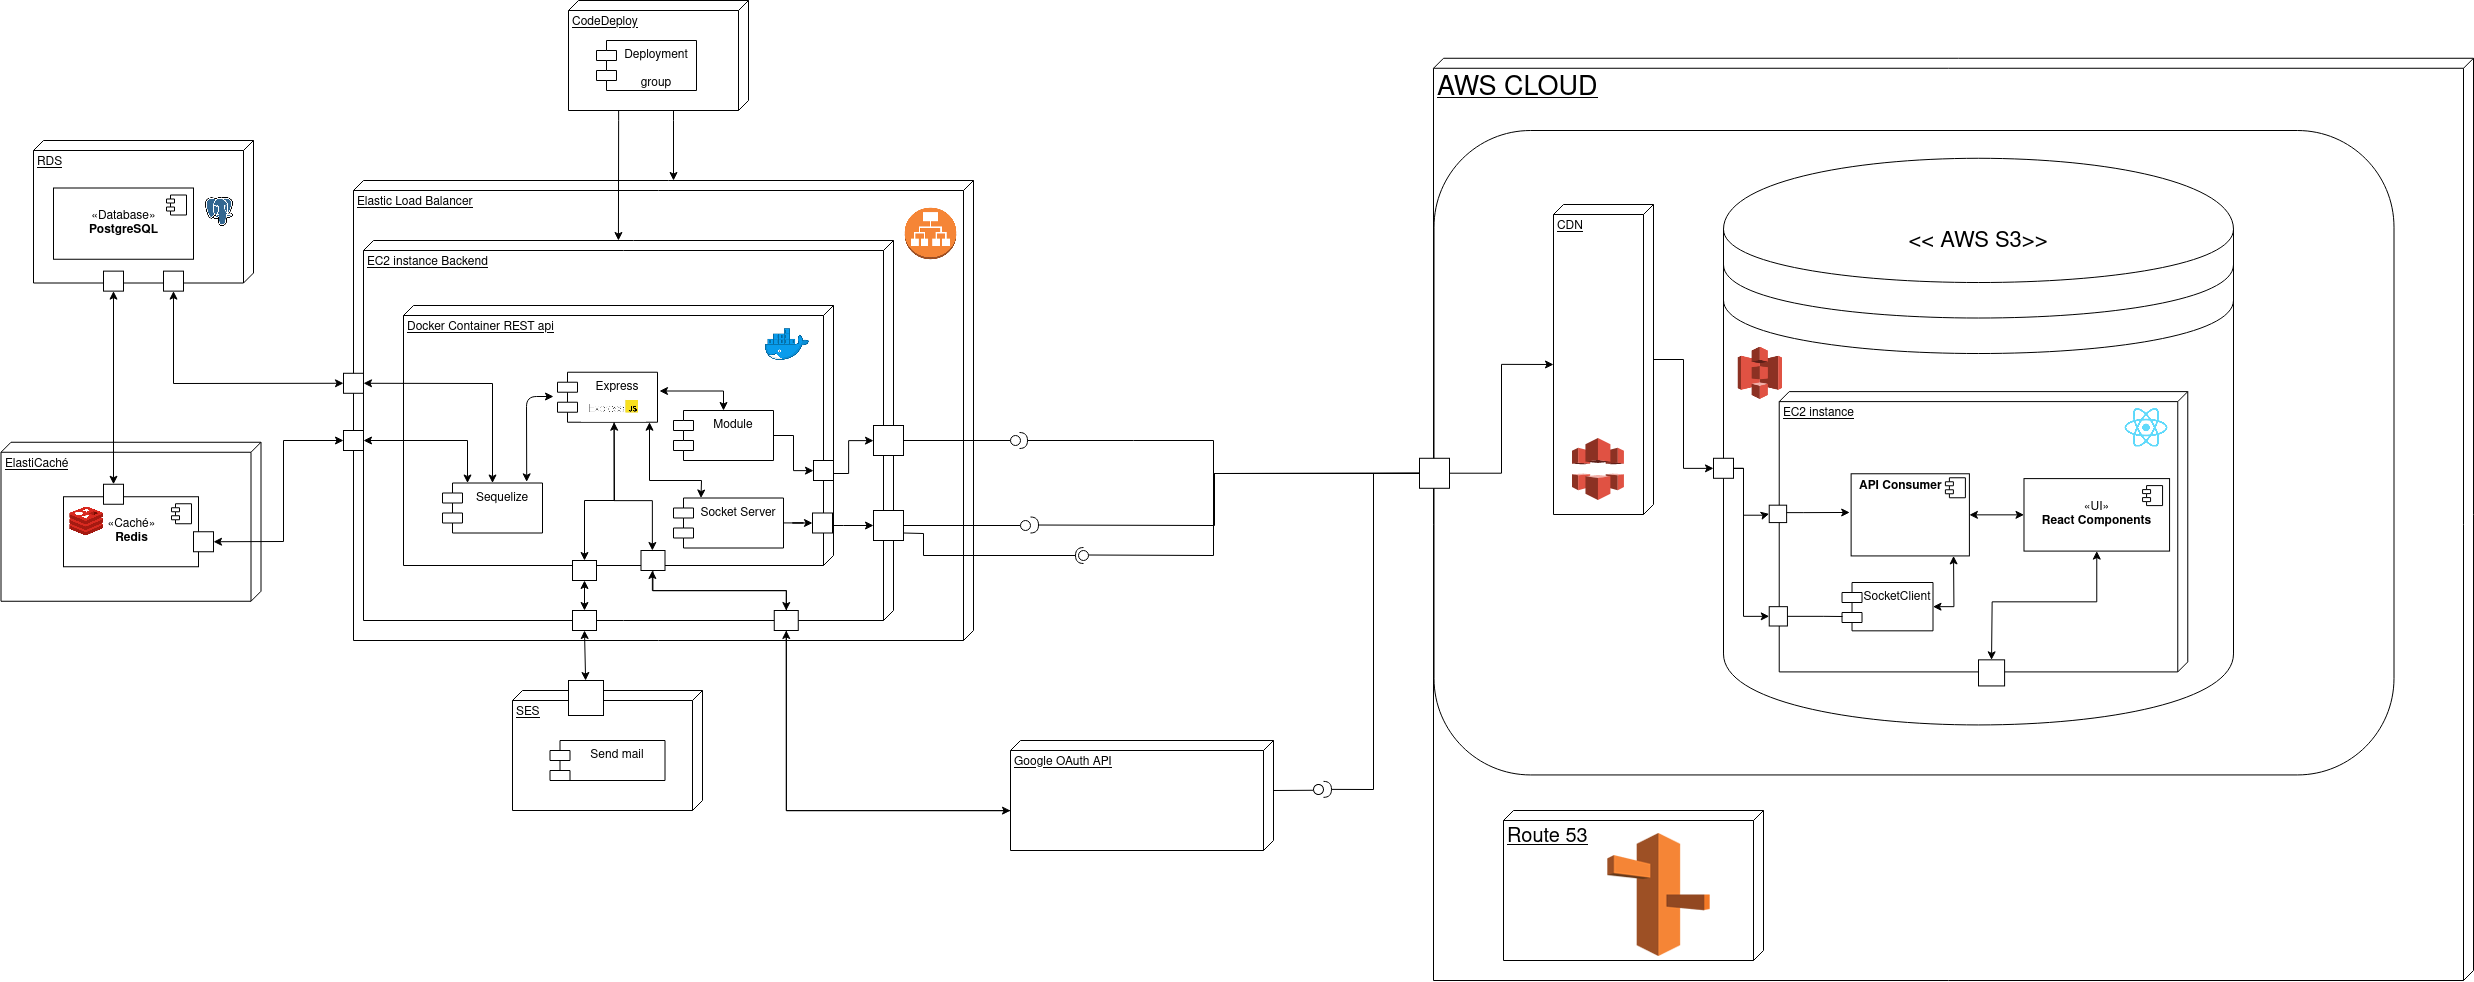 CodeDeploy
Deployment
group
AWS CLOUD
RDS
«Database»
PostgreSQL
Elastic Load Balancer
EC2 instance Backend
Docker Container REST api
Express
JS
Module
Sequelize
Socket Server
ElastiCaché
«Caché»
Redis
SES
Send mail
Google OAuth API
CDN
<< AWS S3>>
EC2 instance
API Consumer
«UI»
React Components
SocketClient
Route 53